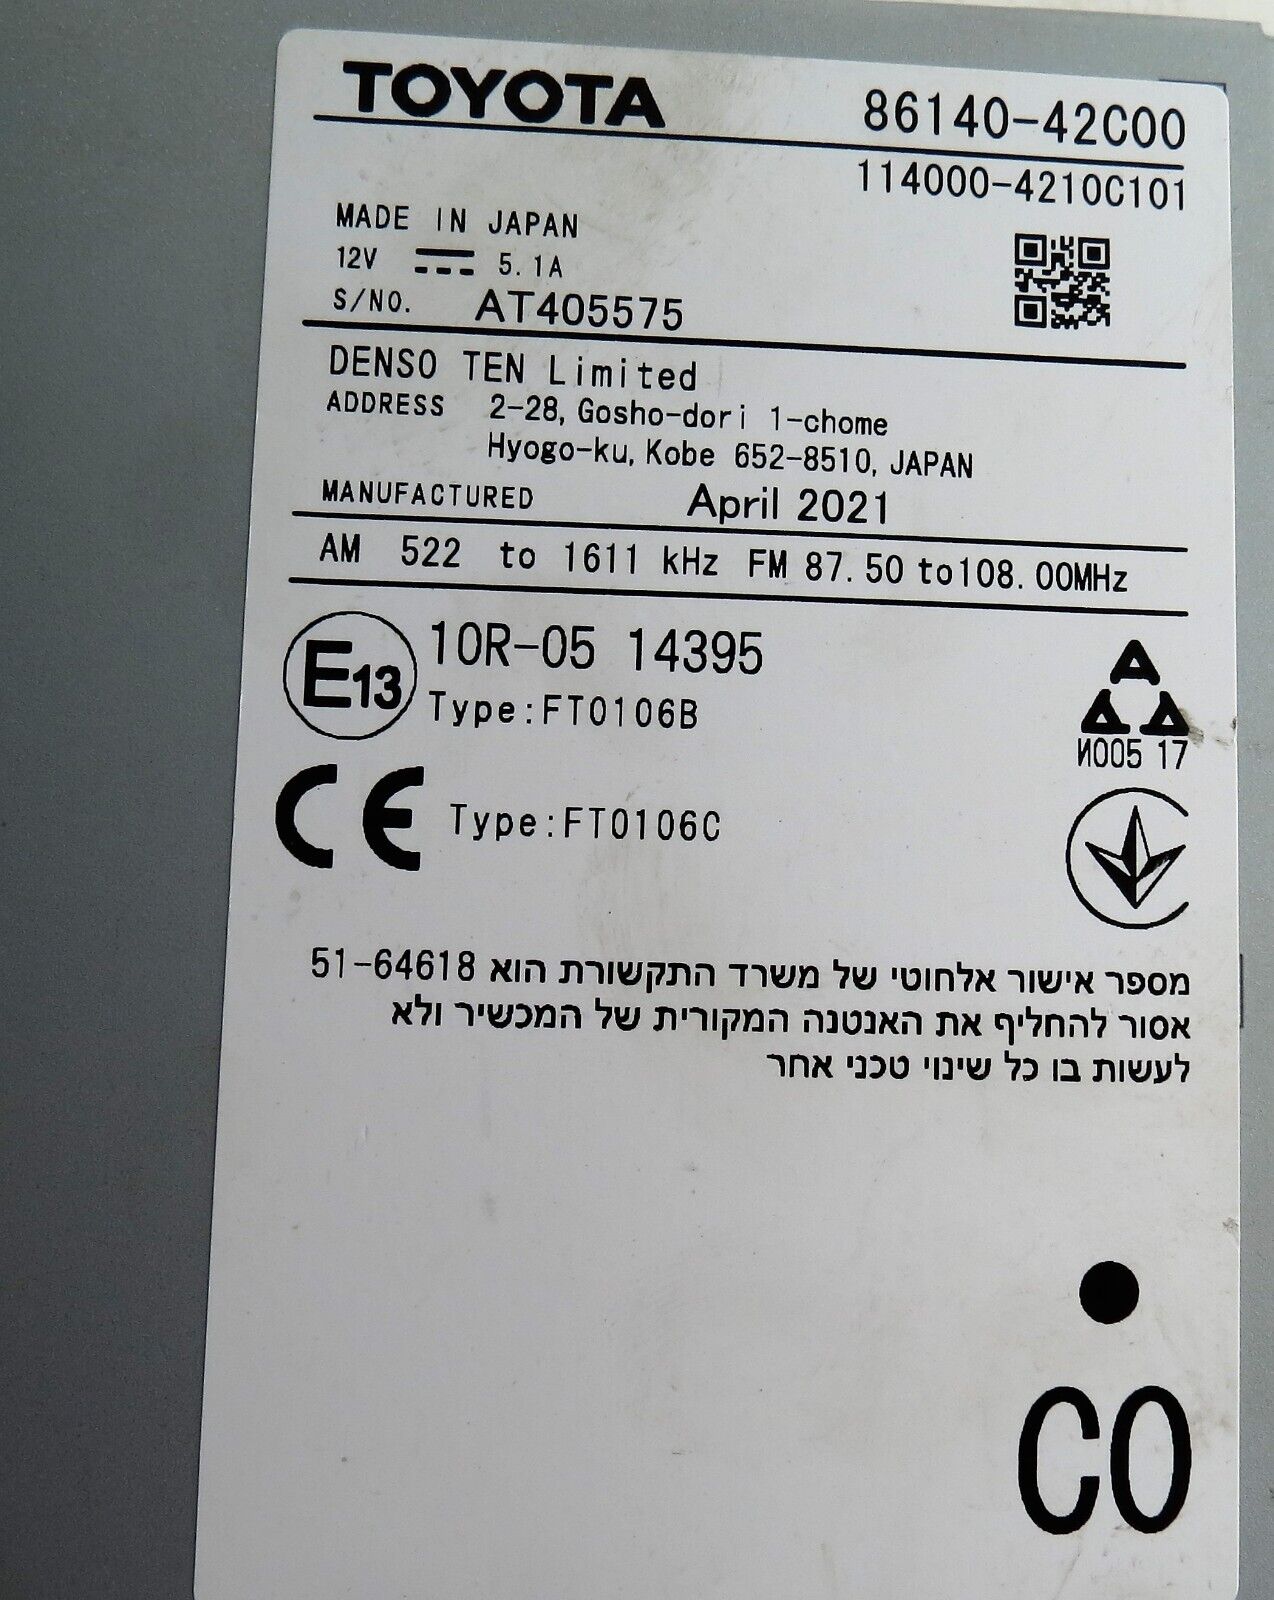 TOYOTA 86140-42C00
114000-4210C101
MADE IN JAPAN
12V 5.1A
S/NO. AT405575
DENSO TEN Limited
ADDRESS 2-28, Gosho-dori 1-chome
Hyogo-ku, Kobe 652-8510, JAPAN
MANUFACTURED April 2021
AM 522 to 1611 kHz FM 87.50 to 108.00MHz
E13 10R-05 14395
Type:FT0106B
И005 17
CE Type:FT0106C
מספר אישור אלחוטי של משרד התקשורת הוא 51-64618
אסור להחליף את האנטנה המקורית של המכשיר ולא
לעשות בו כל שינוי טכני אחר
CO